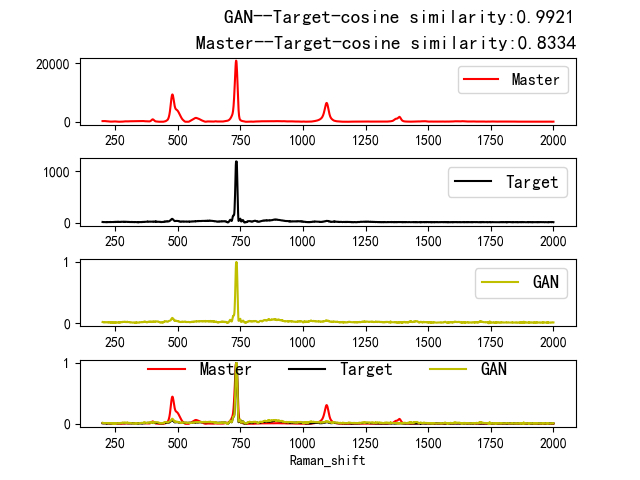 GAN--Target-cosine similarity:0.9921
Master--Target-cosine similarity:0.8334
20000
0
Master
250 500 750 1000 1250 1500 1750 2000
1000
0
Target
250 500 750 1000 1250 1500 1750 2000
1
0
GAN
250 500 750 1000 1250 1500 1750 2000
1
0
Master Target GAN
250 500 750 1000 1250 1500 1750 2000
Raman_shift